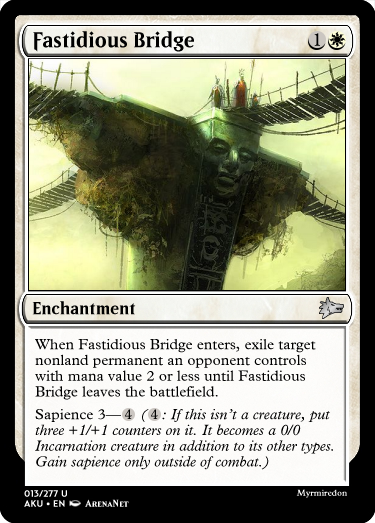 Fastidious Bridge 1
Enchantment
When Fastidious Bridge enters, exile target
nonland permanent an opponent controls
with mana value 2 or less until Fastidious
Bridge leaves the battlefield.
Sapience 3—4 (4: If this isn't a creature, put
three +1/+1 counters on it. It becomes a 0/0
Incarnation creature in addition to its other types.
Gain sapience only outside of combat.)
013/277 U
Myrmiredon
AKU • EN ArenaNet